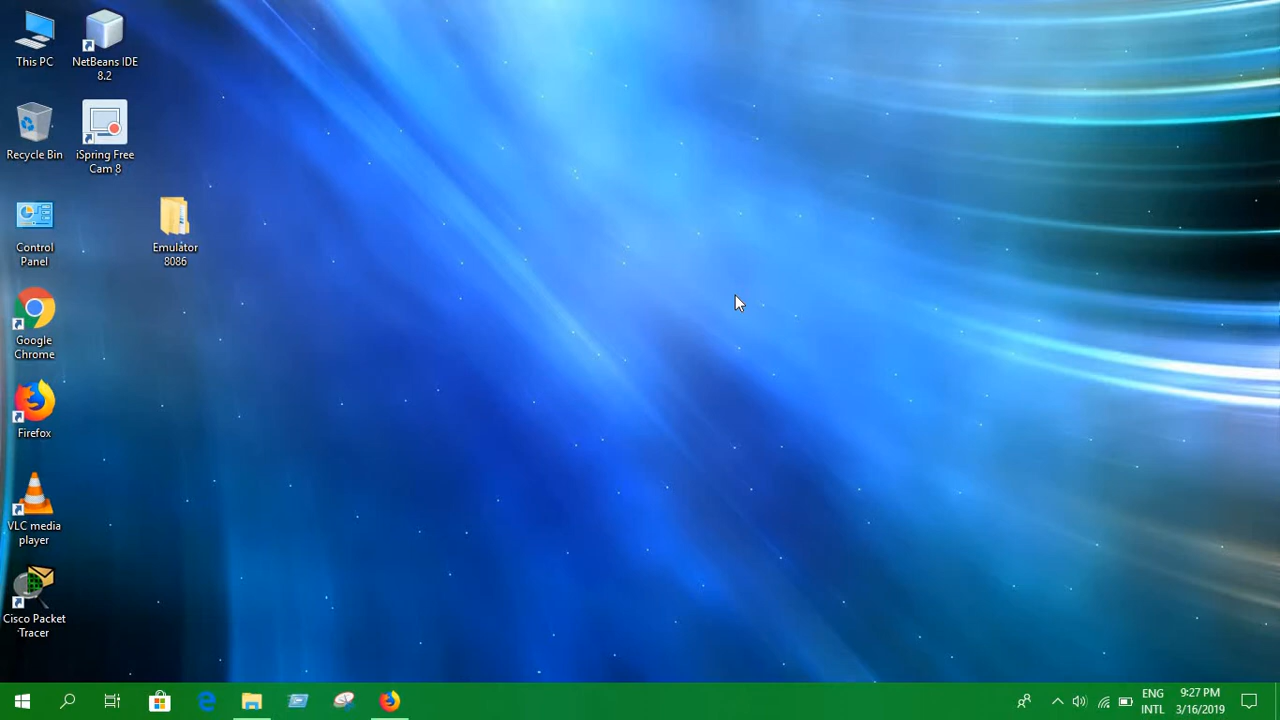 This PC
NetBeans IDE
8.2
Recycle Bin
iSpring Free
Cam 8
Control
Panel
Emulator
8086
Google
Chrome
Firefox
VLC media
player
Cisco Packet
Tracer
ENG
INTL
9:27 PM
3/16/2019